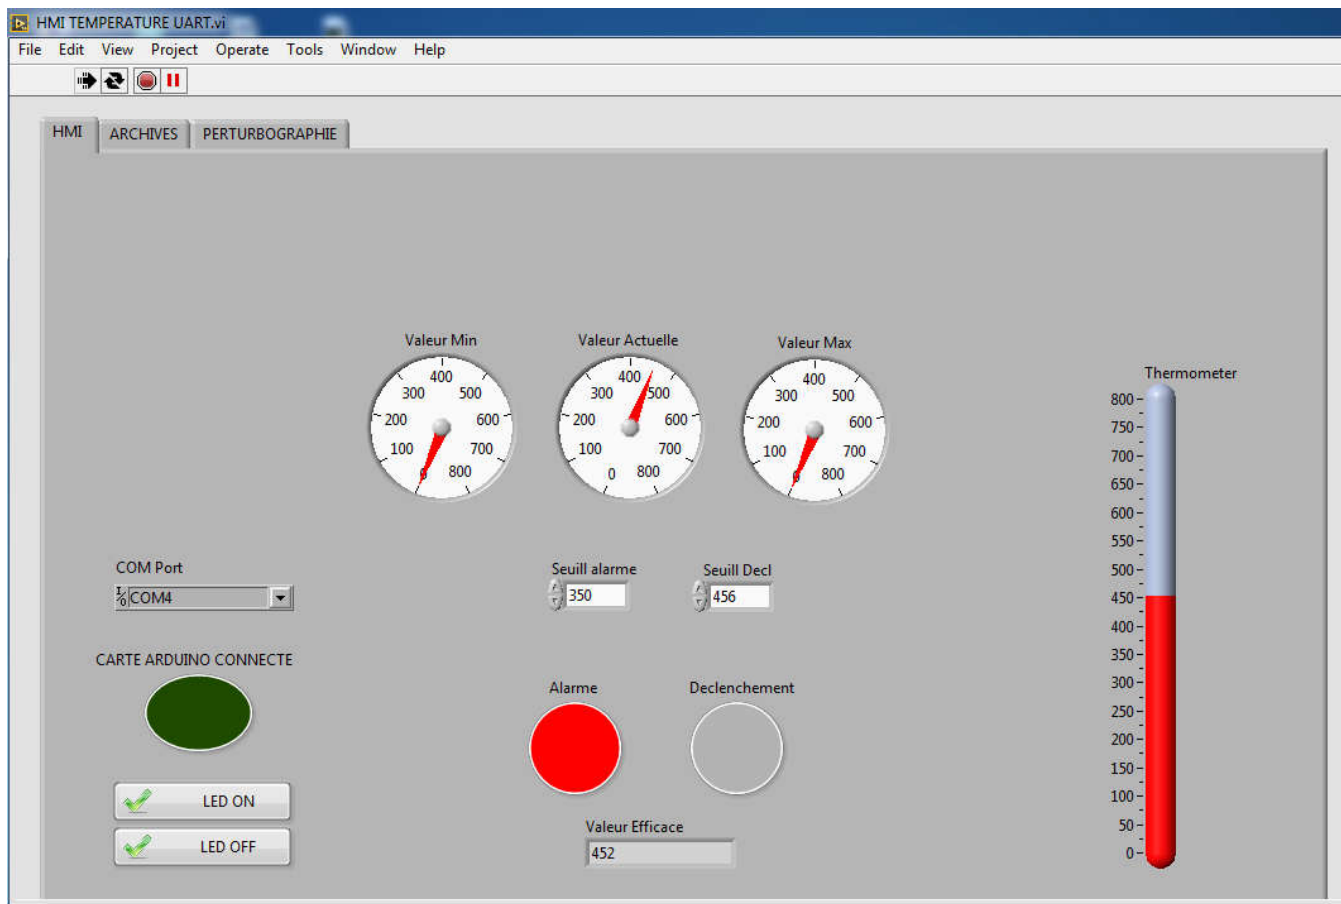 HMI TEMPERATURE UART.vi
File Edit View Project Operate Tools Window Help
HMI ARCHIVES PERTURBOGRAPHIE
Valeur Min
0 100 200 300 400 500 600 700 800
Valeur Actuelle
0 100 200 300 400 500 600 700 800
Valeur Max
0 100 200 300 400 500 600 700 800
Thermometer
800
750
700
650
600
550
500
450
400
350
300
250
200
150
100
50
0
COM Port
I/0 COM4
Seuill alarme
350
Seuill Decl
456
CARTE ARDUINO CONNECTE
Alarme
Declenchement
LED ON
LED OFF
Valeur Efficace
452